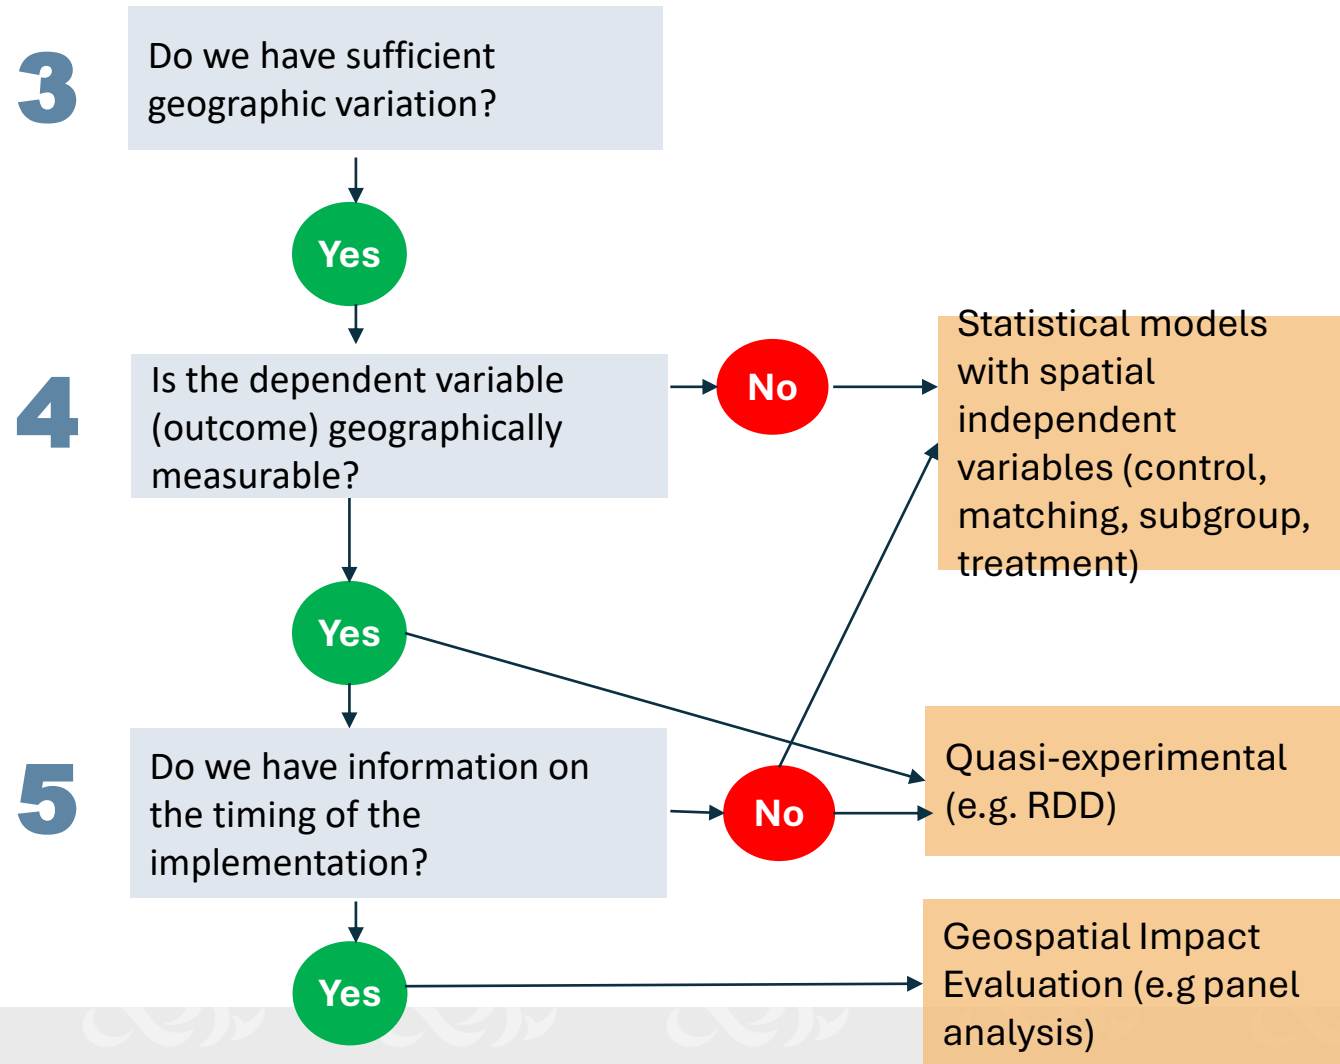 3
Do we have sufficient
geographic variation?
Yes
4
Is the dependent variable
(outcome) geographically
measurable?
No
Statistical models
with spatial
independent
variables (control,
matching, subgroup,
treatment)
Yes
5
Do we have information on
the timing of the
implementation?
No
Quasi-experimental
(e.g. RDD)
Yes
Geospatial Impact
Evaluation (e.g panel
analysis)